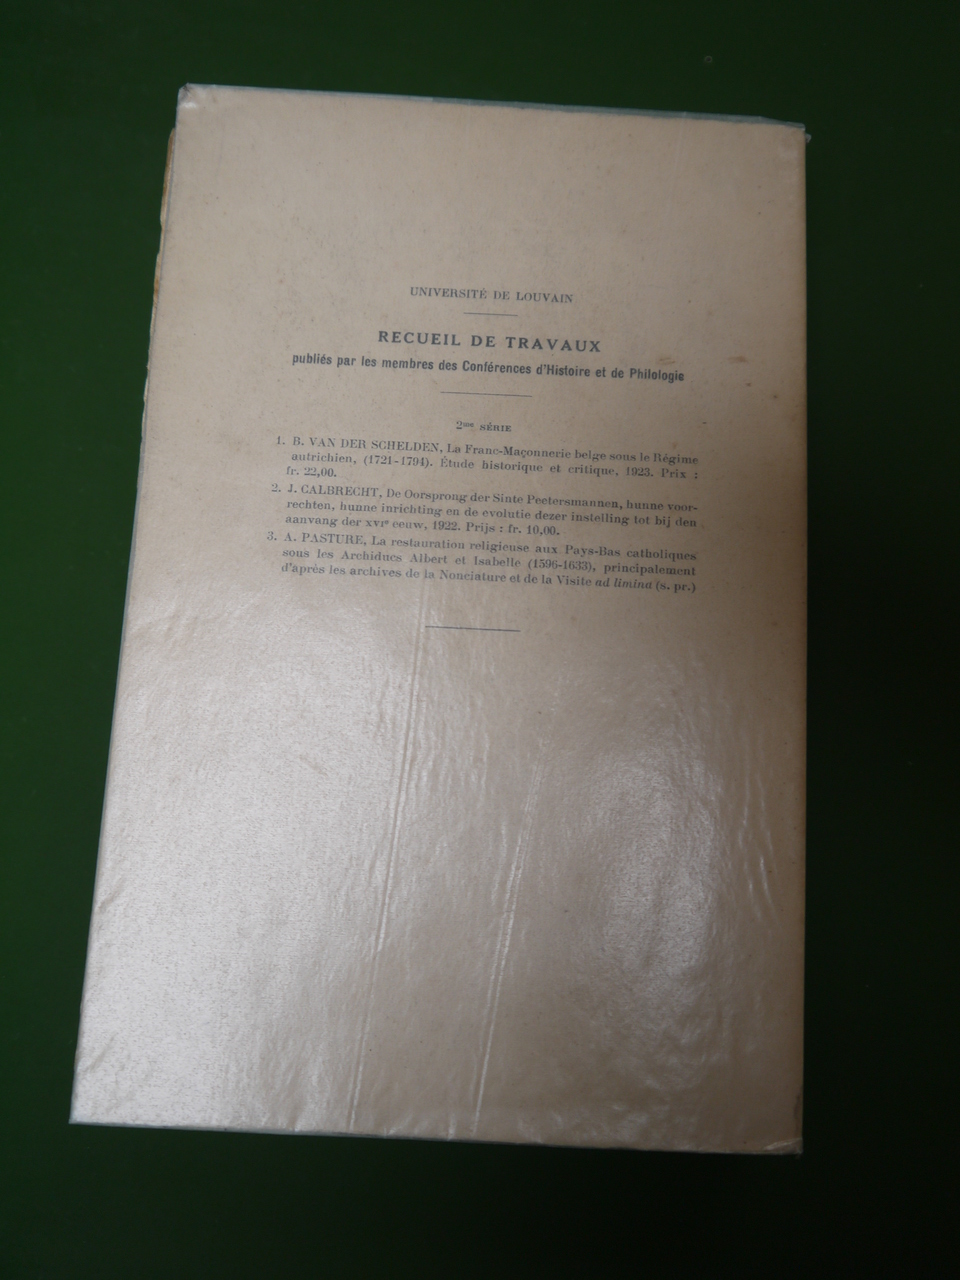 UNIVERSITÉ DE LOUVAIN
RECUEIL DE TRAVAUX
publiés par les membres des Conférences d'Histoire et de Philologie
2me SÉRIE
1. B. VAN DER SCHELDEN, La Franc-Maçonnerie belge sous le Régime
autrichien, (1721-1794). Étude historique et critique. 1923. Prix :
fr. 22,00.
2. J. CALBRECHT, De Oorsprong der Sinte Peetersmannen, hunne voor-
rechten, hunne inrichting en de evolutie dezer instelling tot bij den
aanvang der XVIe eeuw, 1922. Prijs : fr. 10,00.
3. A. PASTURE, La restauration religieuse aux Pays-Bas catholiques
sous les Archiducs Albert et Isabelle (1596-1633), principalement
d'après les archives de la Nonciature et de la Visite ad limina (s. pr.)